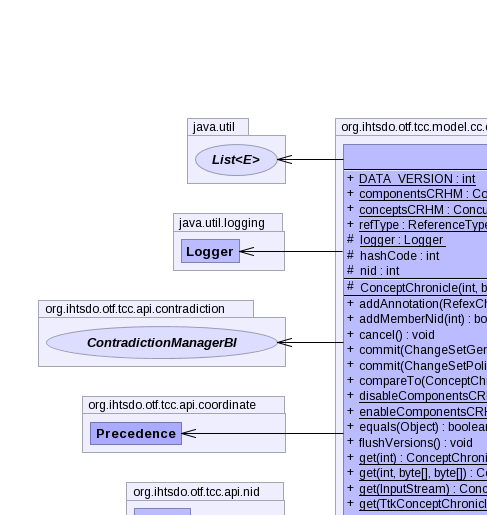 java.util
List<E>
java.util.logging
Logger
org.ihtsdo.otf.tcc.api.contradiction
ContradictionManagerBI
org.ihtsdo.otf.tcc.api.coordinate
Precedence
org.ihtsdo.otf.tcc.api.nid
org.ihtsdo.otf.tcc.model.cc.c
+ DATA_VERSION : int
+ componentsCRHM : Co
+ conceptsCRHM : Concu
+ refType : ReferenceType
# logger : Logger
# hashCode : int
# nid : int
# ConceptChronicle(int, b
+ addAnnotation(RefexCh
+ addMemberNid(int) : bo
+ cancel() : void
+ commit(ChangeSetGen
+ commit(ChangeSetPoli
+ compareTo(ConceptChr
+ disableComponentsCR
+ enableComponentsCRH
+ equals(Object) : boolean
+ flushVersions() : void
+ get(int) : ConceptChroni
+ get(int, byte[], byte[]) : C
+ get(InputStream) : Conc
+ get(TtkConceptChronicl